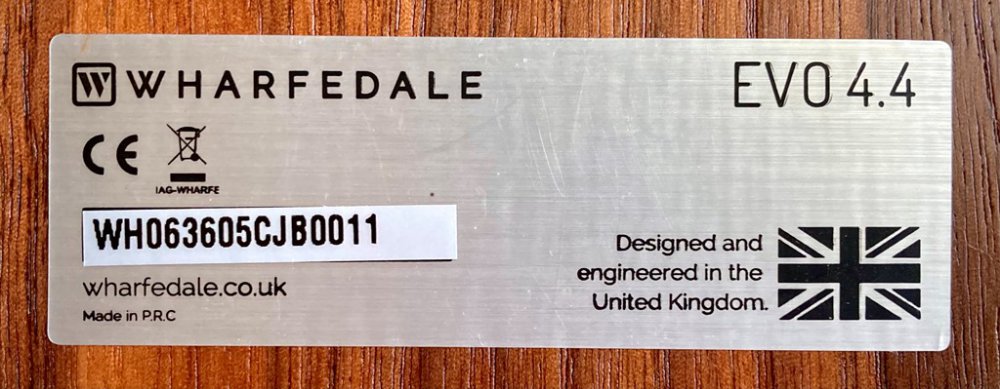 W WHARFEDALE
EVO 4.4
CE
IAG-WHARFE
WH063605CJB0011
wharfedale.co.uk
Made in P.R.C
Designed and
engineered in the
United Kingdom.